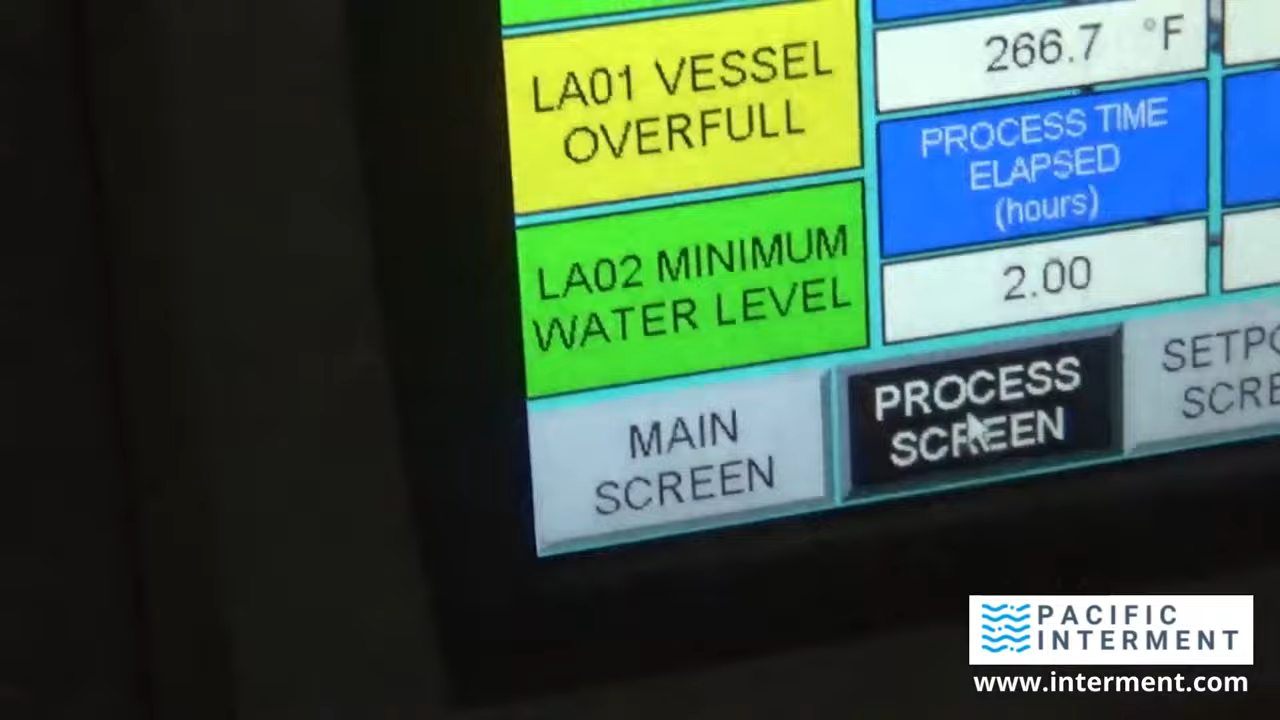 LA01 VESSEL
OVERFULL
LA02 MINIMUM
WATER LEVEL
266.7 °F
PROCESS TIME
ELAPSED
(hours)
2.00
MAIN
SCREEN
PROCESS
SCREEN
SETPO
SCRE
PACIFIC
INTERMENT
www.interment.com